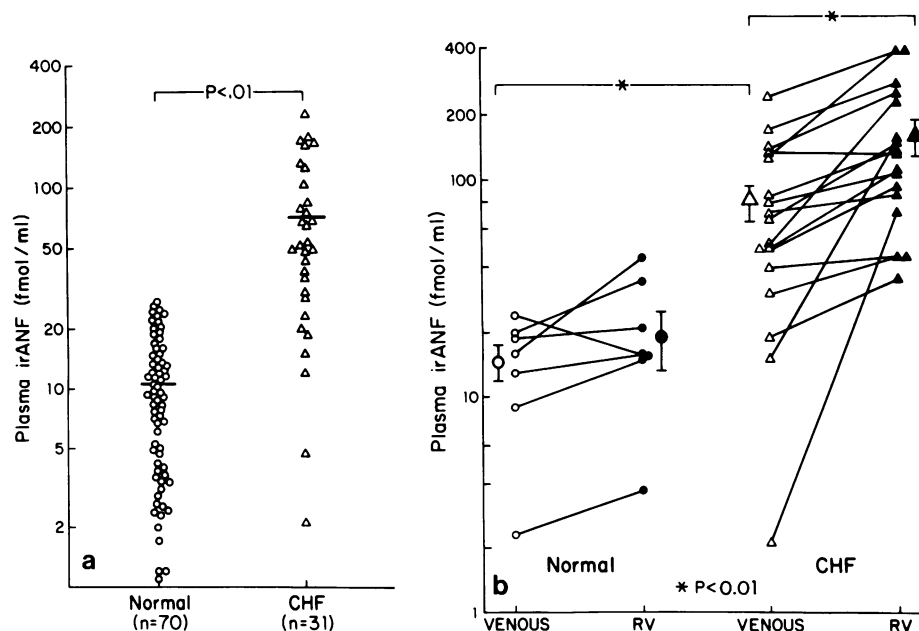 Plasma irANF (fmol/ml)
400
200
100
50
20
10
5
2
P<.01
a
Normal
(n=70)
CHF
(n=31)
Plasma irANF (fmol/ml)
400
200
100
10
1
*
*
Normal
CHF
b
* P<0.01
VENOUS
RV
VENOUS
RV